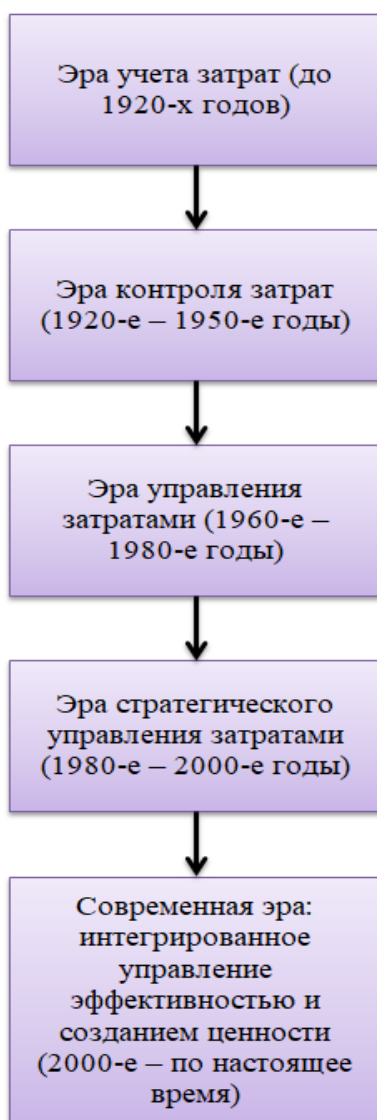 Эра учета затрат (до
1920-х годов)
Эра контроля затрат
(1920-е – 1950-е годы)
Эра управления
затратами (1960-е –
1980-е годы)
Эра стратегического
управления затратами
(1980-е – 2000-е годы)
Современная эра:
интегрированное
управление
эффективностью и
созданием ценности
(2000-е – по настоящее
время)